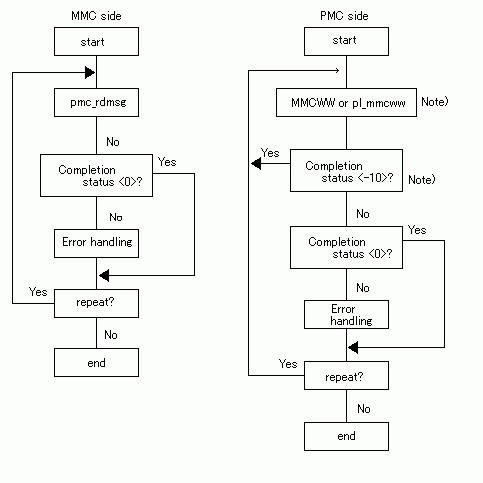 MMC side
start
pmc_rdmsg
No
Completion
status <0>?
Yes
No
Error handling
Yes
repeat?
No
end
PMC side
start
MMCWW or pl_mmcww
Note)
Yes
Completion
status <-10>?
Note)
No
Yes
Completion
status <0>?
No
Error
handling
Yes
repeat?
No
end